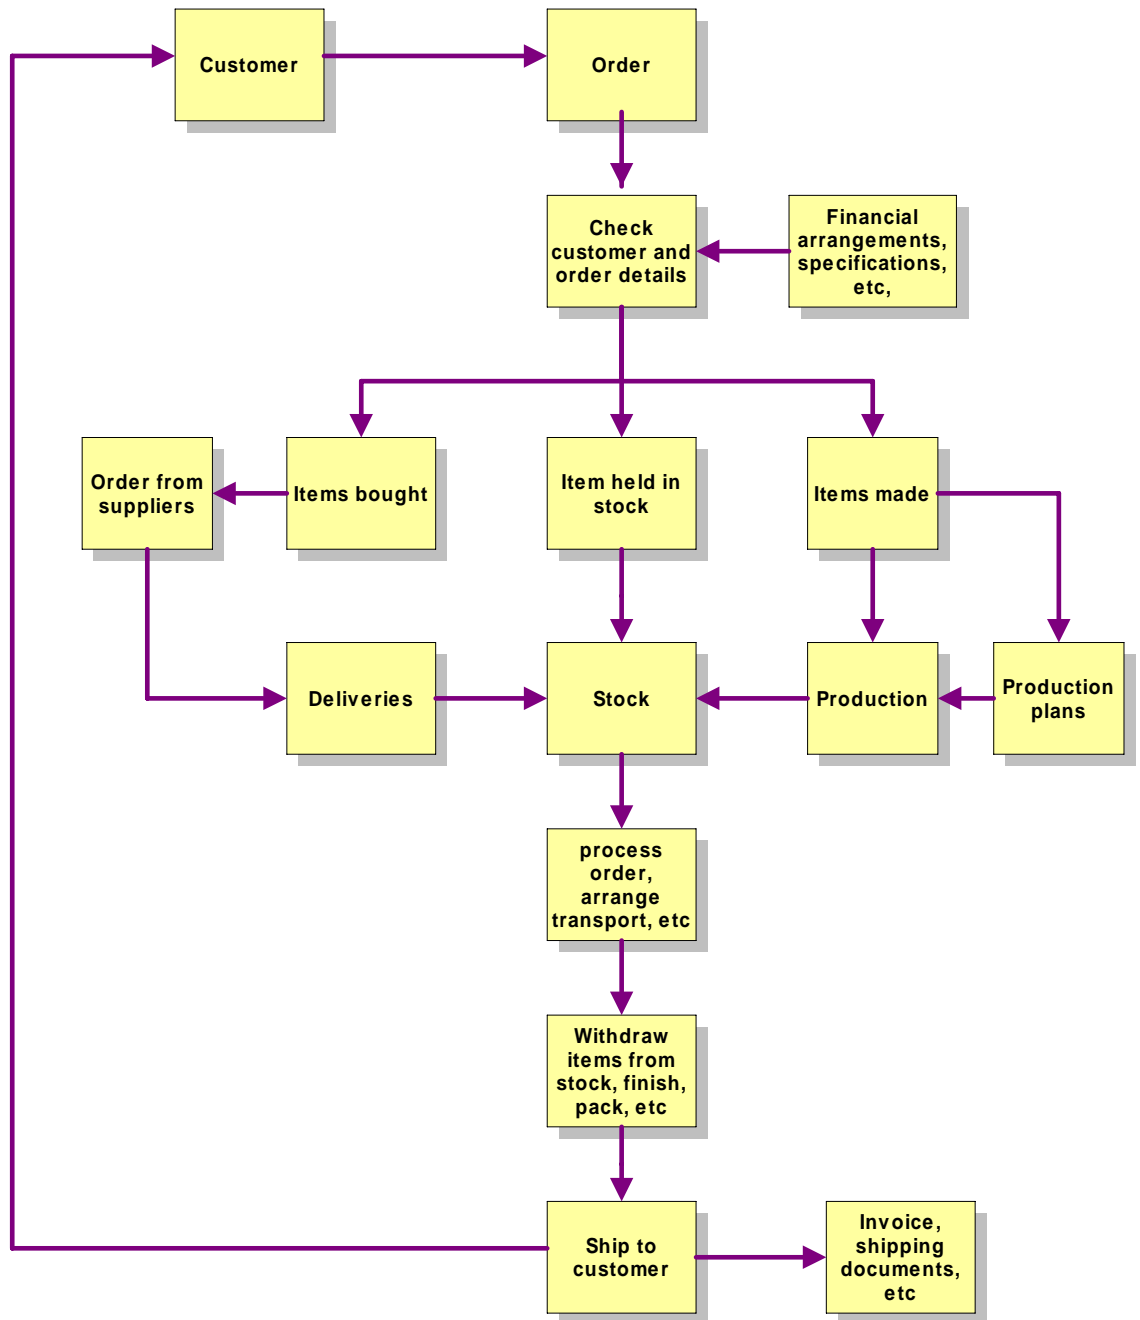 Customer
Order
Check
customer and
order details
Financial
arrangements,
specifications,
etc,
Order from
suppliers
Items bought
Item held in
stock
Items made
Deliveries
Stock
Production
Production
plans
process
order,
arrange
transport, etc
Withdraw
items from
stock, finish,
pack, etc
Ship to
customer
Invoice,
shipping
documents,
etc